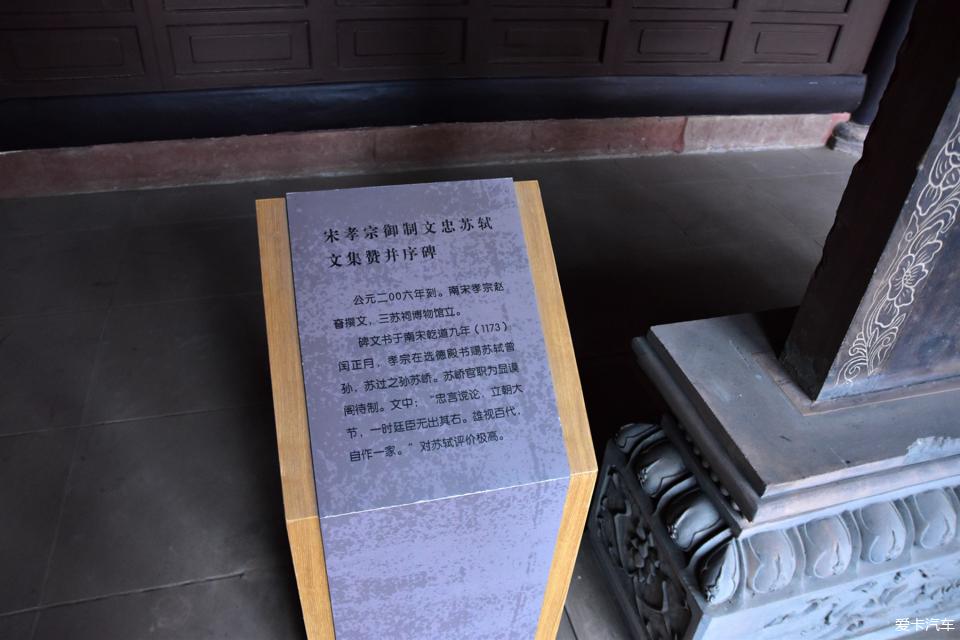 宋孝宗御制文忠苏轼
文集赞并序碑
公元二00六年刻。南宋孝宗赵
昚撰文，三苏祠博物馆立。
碑文书于南宋乾道九年（1173）
闰正月，孝宗在选德殿书赐苏轼曾
孙，苏过之孙苏峤。苏峤官职为显谟
阁待制。文中：“忠言谠论，立朝大
节，一时廷臣无出其右。雄视百代，
自作一家。”对苏轼评价极高。
爱卡汽车